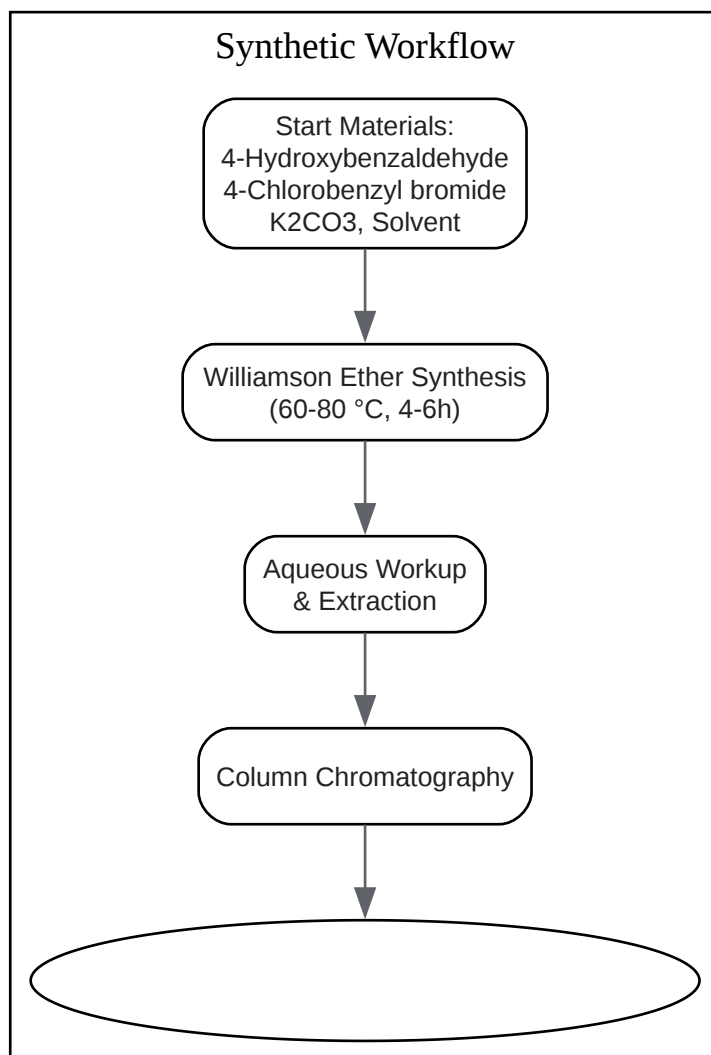 Synthetic Workflow
Start Materials:
4-Hydroxybenzaldehyde
4-Chlorobenzyl bromide
K2CO3, Solvent
Williamson Ether Synthesis
(60-80 °C, 4-6h)
Aqueous Workup
& Extraction
Column Chromatography